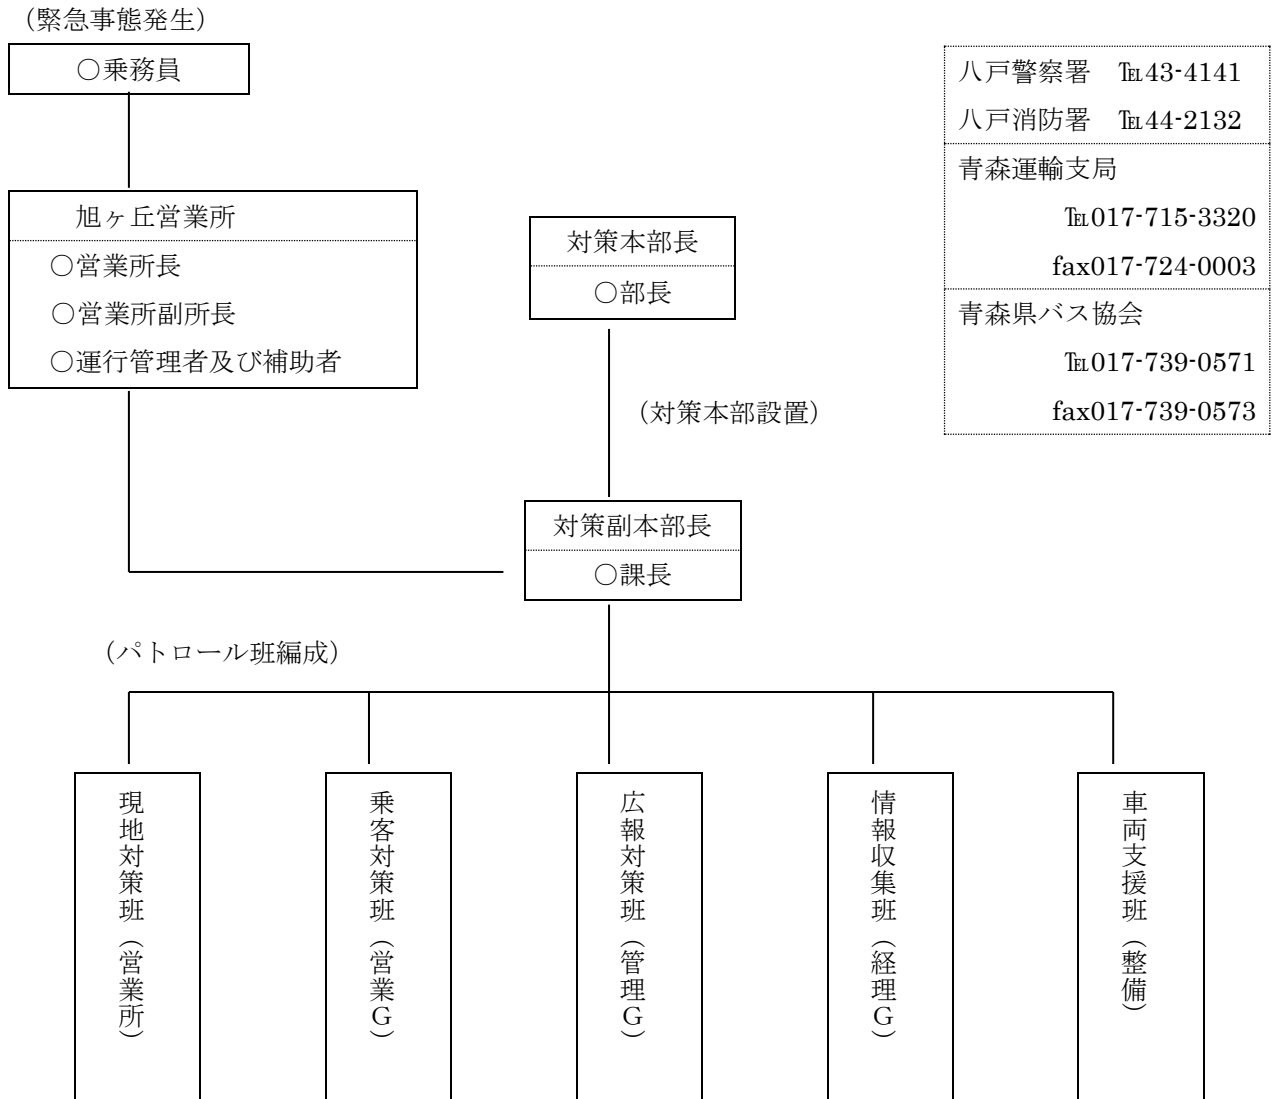 （緊急事態発生）
○乗務員
旭ヶ丘営業所
○営業所長
○営業所副所長
○運行管理者及び補助者
対策本部長
○部長
（対策本部設置）
対策副本部長
○課長
八戸警察署　℡43-4141
八戸消防署　℡44-2132
青森運輸支局
℡017-715-3320
fax017-724-0003
青森県バス協会
℡017-739-0571
fax017-739-0573
（パトロール班編成）
現地対策班（営業所）
乗客対策班（営業G）
広報対策班（管理G）
情報収集班（経理G）
車両支援班（整備）